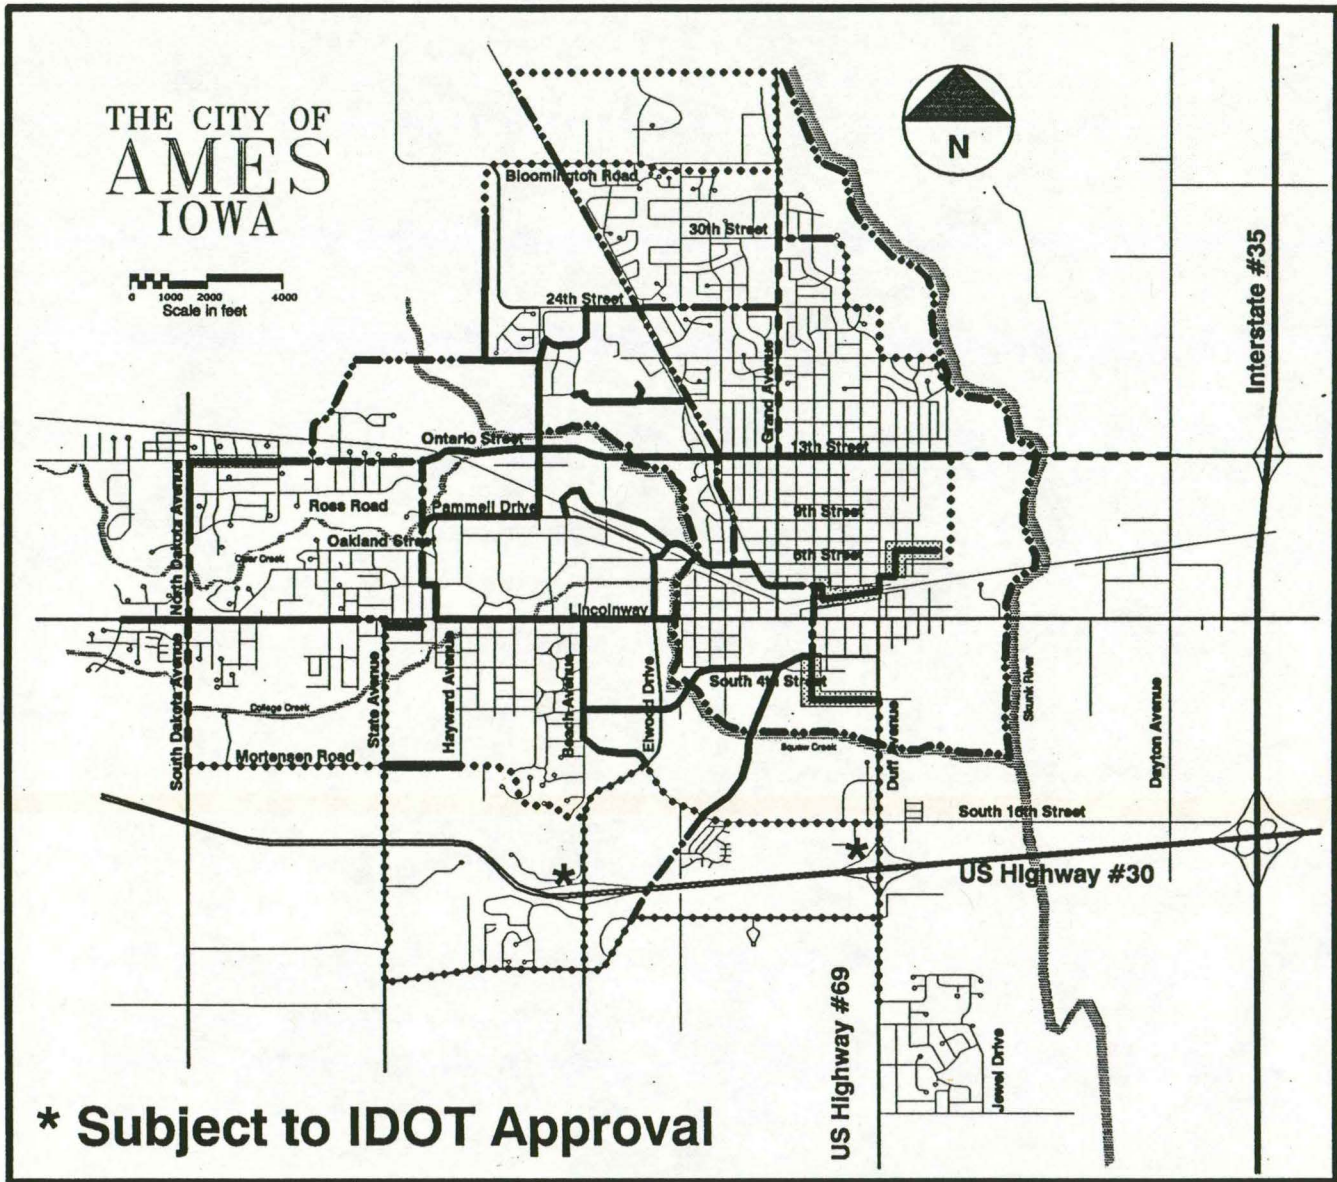 THE CITY OF
AMES
IOWA
0 1000 2000 4000
Scale in feet
N
Bloomington Road
30th Street
24th Street
Interstate #35
Grand Avenue
Ontario Street
13th Street
North Dakota Avenue
Ross Road
Pammell Drive
9th Street
Oakland Street
6th Street
Clear Creek
Lincolnway
South Dakota Avenue
State Avenue
Hayward Avenue
Beach Avenue
Elwood Drive
South 4th Street
Skunk River
College Creek
Duff Avenue
Dayton Avenue
Squaw Creek
Mortensen Road
South 16th Street
*
*
US Highway #30
US Highway #69
Jewel Drive
* Subject to IDOT Approval